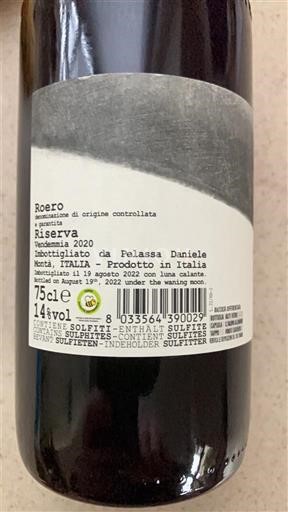 Roero
denominazione di origine controllata
e garantita
Riserva
Vendemmia 2020
Imbottigliato da Pelassa Daniele
Montà, ITALIA - Prodotto in Italia
Imbottigliato il 19 agosto 2022 con luna calante.
Bottled on August 19th, 2022 under the waning moon.
75cl e
14%vol
8 033564 390029
CONTIENE SOLFITI-ENTHÄLT SULFITE
CONTAINS SULPHITES-CONTIENT SULFITES
BEVANT SULFIETEN-INDEHOLDER SULFITTER